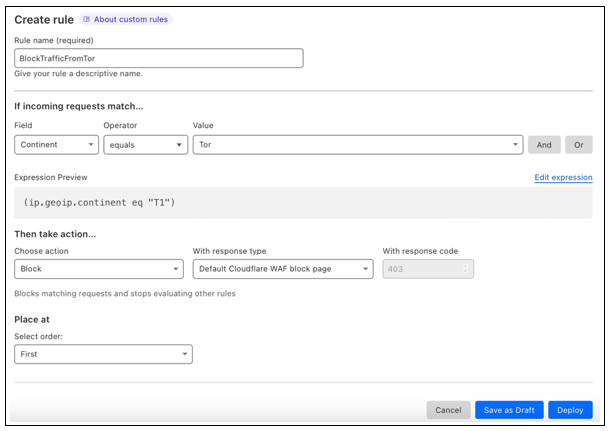 Create rule About custom rules
Rule name (required)
BlockTrafficFromTor
Give your rule a descriptive name.
If incoming requests match...
Field Operator Value
Continent equals Tor And Or
Expression Preview Edit expression
(ip.geoip.continent eq "T1")
Then take action...
Choose action With response type With response code
Block Default Cloudflare WAF block page 403
Blocks matching requests and stops evaluating other rules
Place at
Select order:
First
Cancel Save as Draft Deploy